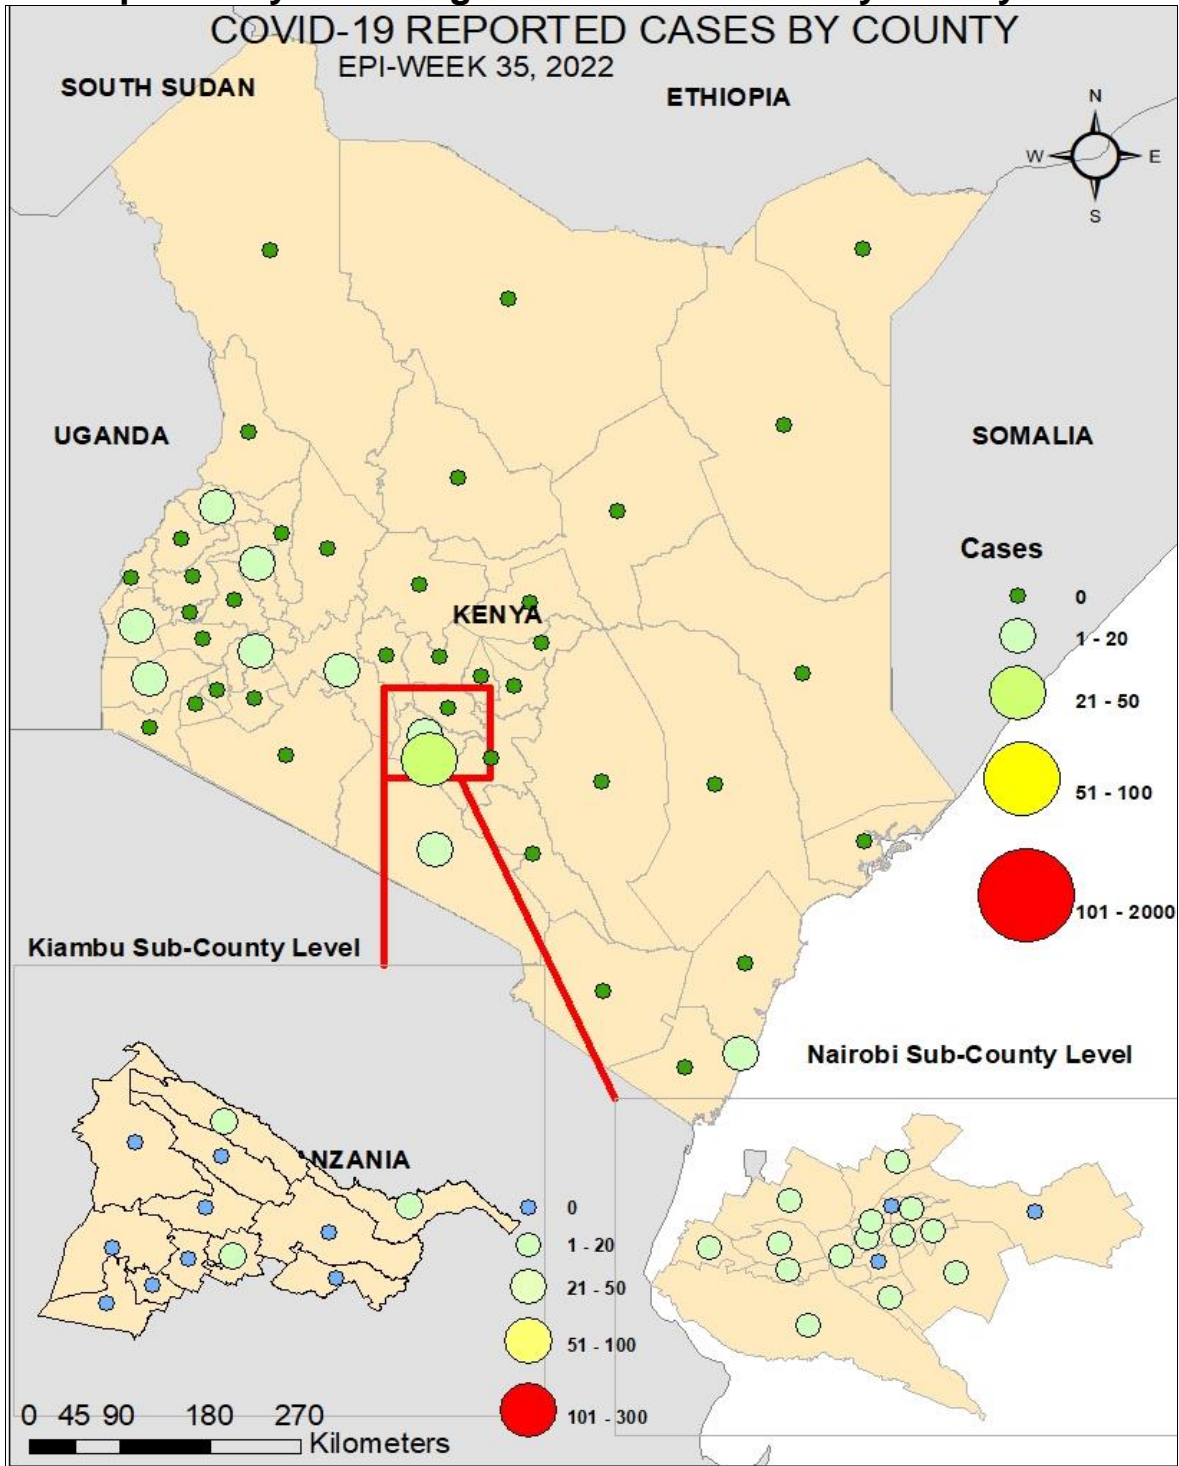 COVID-19 REPORTED CASES BY COUNTY
EPI-WEEK 35, 2022
SOUTH SUDAN
ETHIOPIA
N
W
E
S
UGANDA
SOMALIA
KENYA
Cases
0
1 - 20
21 - 50
51 - 100
101 - 2000
Kiambu Sub-County Level
Nairobi Sub-County Level
ANZANIA
0
1 - 20
21 - 50
51 - 100
101 - 300
0 45 90 180 270
Kilometers